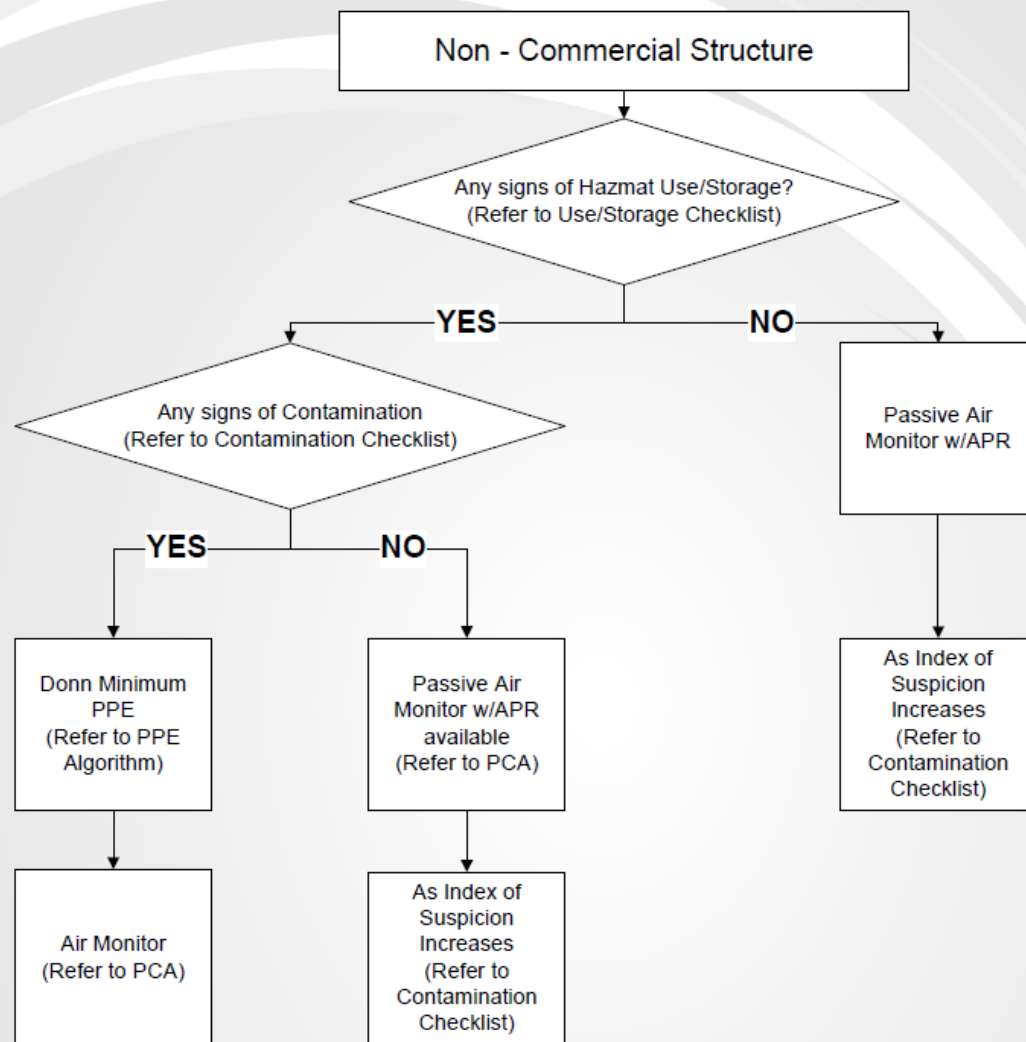 Non - Commercial Structure
Any signs of Hazmat Use/Storage?
(Refer to Use/Storage Checklist)
YES
NO
Any signs of Contamination
(Refer to Contamination Checklist)
Passive Air
Monitor w/APR
YES
NO
Donn Minimum
PPE
(Refer to PPE
Algorithm)
Passive Air
Monitor w/APR
available
(Refer to PCA)
As Index of
Suspicion
Increases
(Refer to
Contamination
Checklist)
Air Monitor
(Refer to PCA)
As Index of
Suspicion
Increases
(Refer to
Contamination
Checklist)